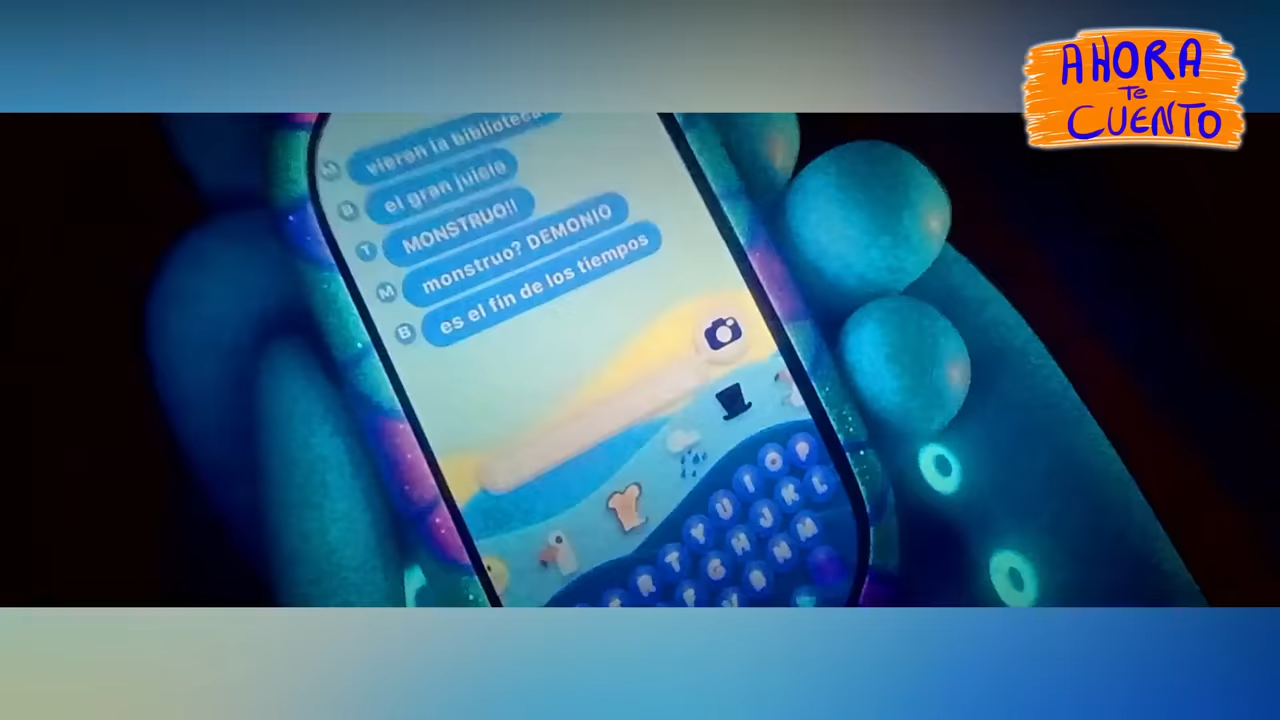 AHORA
Te
CUENTO
vieron la biblioteca
el gran juicio
MONSTRUO!!
monstruo? DEMONIO
es el fin de los tiempos
M
B
T
M
B
U I O P
Y H J K L
R T G V B N M